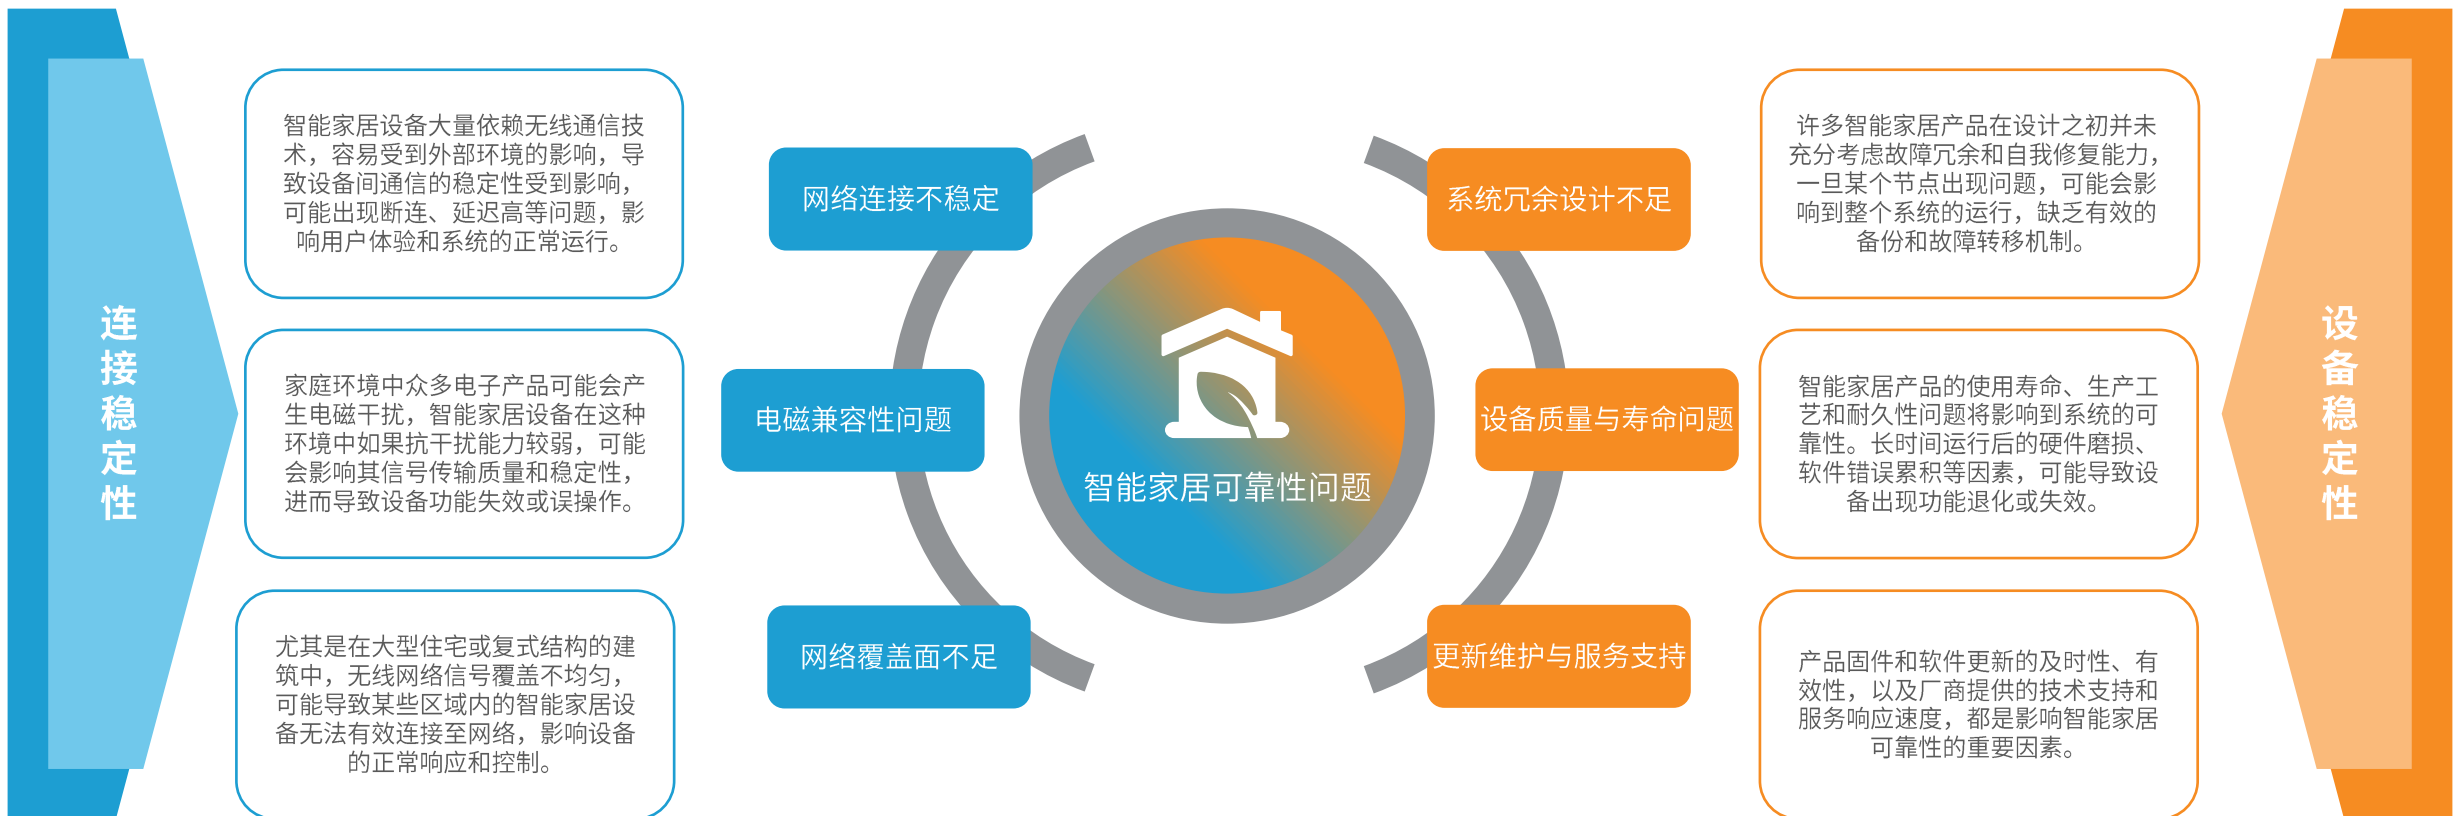 连
接
稳
定
性
智能家居设备大量依赖无线通信技
术，容易受到外部环境的影响，导
致设备间通信的稳定性受到影响，
可能出现断连、延迟高等问题，影
响用户体验和系统的正常运行。
家庭环境中众多电子产品可能会产
生电磁干扰，智能家居设备在这种
环境中如果抗干扰能力较弱，可能
会影响其信号传输质量和稳定性，
进而导致设备功能失效或误操作。
尤其是在大型住宅或复式结构的建
筑中，无线网络信号覆盖不均匀，
可能导致某些区域内的智能家居设
备无法有效连接至网络，影响设备
的正常响应和控制。
网络连接不稳定
电磁兼容性问题
网络覆盖面不足
智能家居可靠性问题
系统冗余设计不足
设备质量与寿命问题
更新维护与服务支持
许多智能家居产品在设计之初并未
充分考虑故障冗余和自我修复能力，
一旦某个节点出现问题，可能会影
响到整个系统的运行，缺乏有效的
备份和故障转移机制。
智能家居产品的使用寿命、生产工
艺和耐久性问题将影响到系统的可
靠性。长时间运行后的硬件磨损、
软件错误累积等因素，可能导致设
备出现功能退化或失效。
产品固件和软件更新的及时性、有
效性，以及厂商提供的技术支持和
服务响应速度，都是影响智能家居
可靠性的重要因素。
设
备
稳
定
性